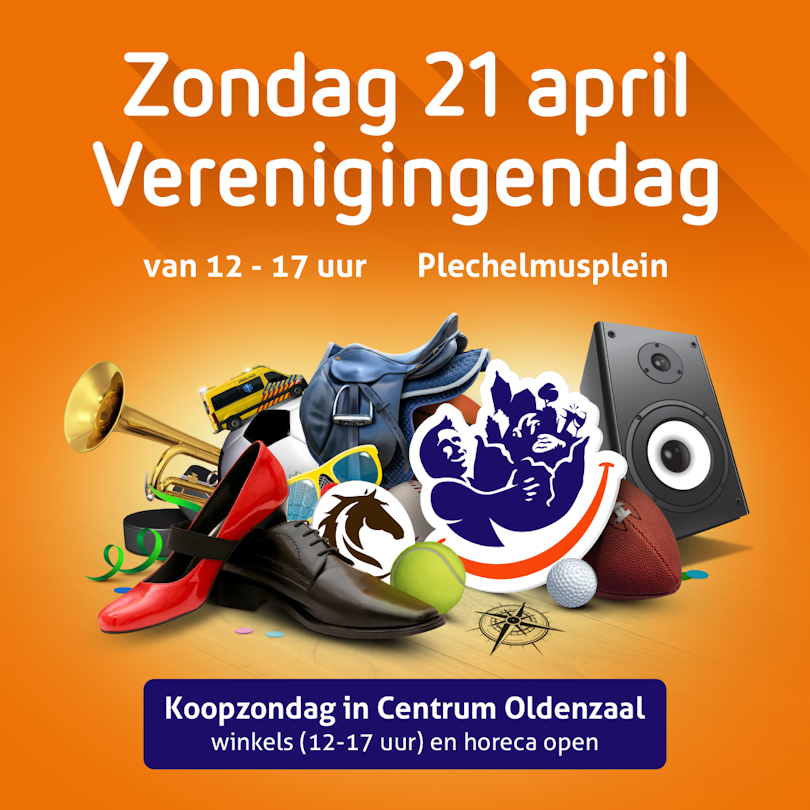 Zondag 21 april
Verenigingendag
van 12 - 17 uur Plechelmusplein
Koopzondag in Centrum Oldenzaal
winkels (12-17 uur) en horeca open